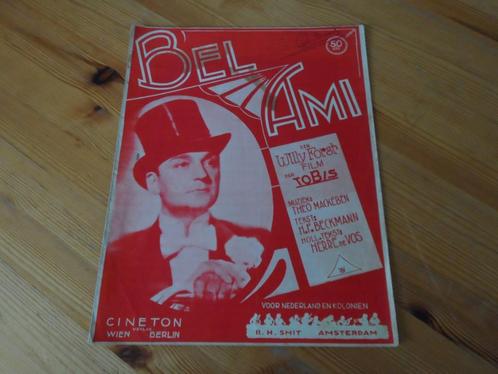 BEL
AMI
50
EEN
Willy Forst
FILM
VAN
TOBIS
MUZIEK:
THEO MACKEBEN
TEKST:
H.F. BECKMANN
HOLL. TEKST:
HERRE DE VOS
VOOR NEDERLAND EN KOLONIEN
CINETON
VERLAG
WIEN BERLIN
B. H. SMIT AMSTERDAM